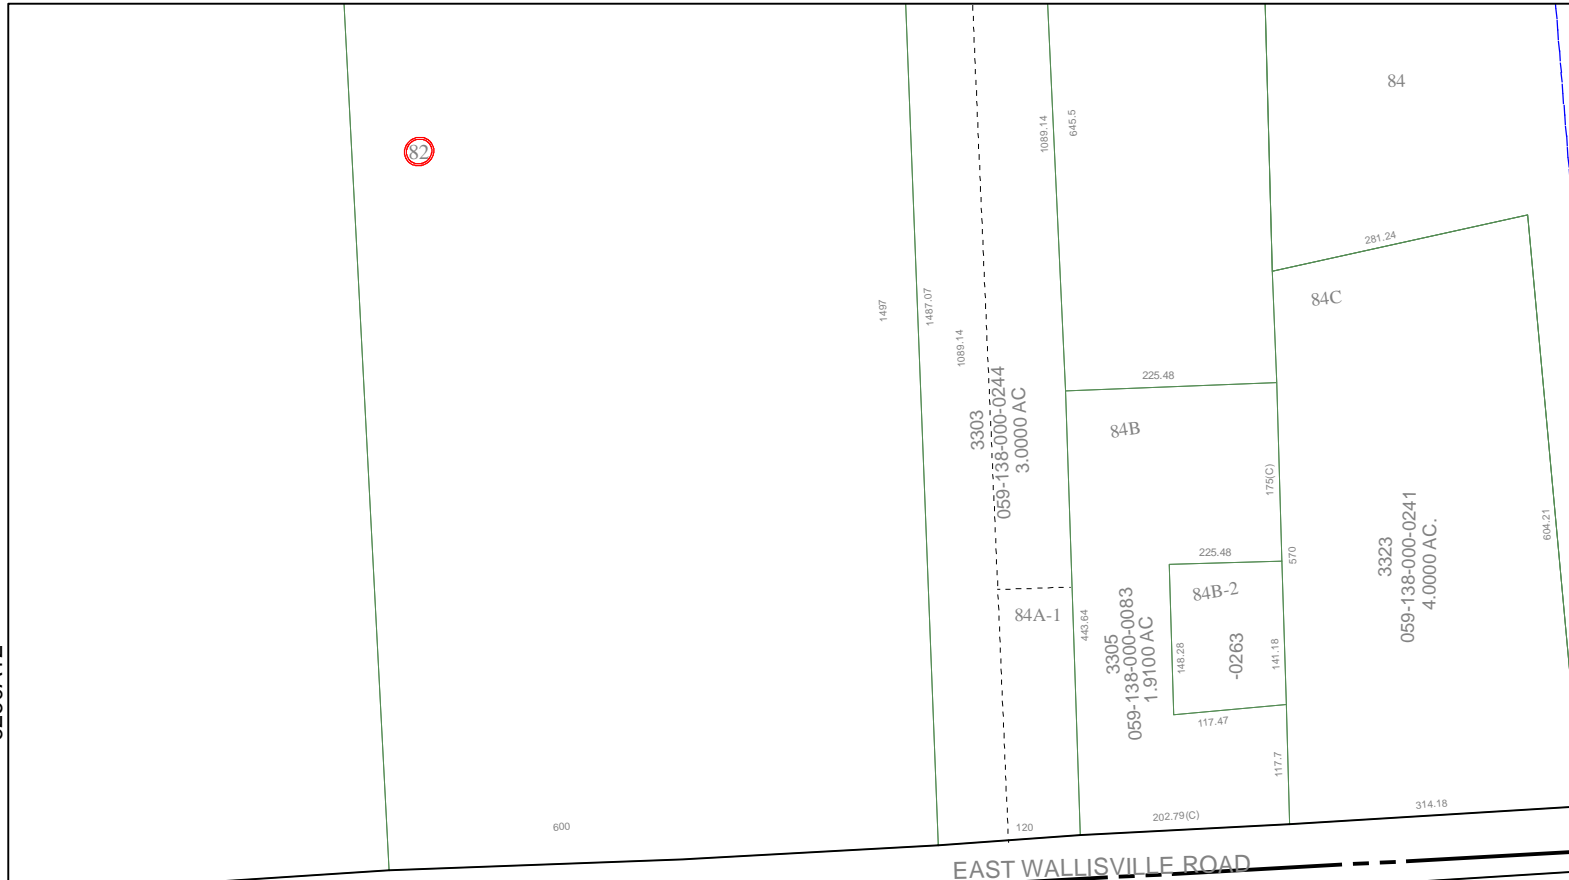 84
82
1089.14
645.5
281.24
84C
1497
1487.07
1089.14
225.48
3303
059-138-000-0244
3.0000 AC
84B
175(C)
604.21
3323
059-138-000-0241
4.0000 AC.
225.48
570
84B-2
84A-1
443.64
3305
059-138-000-0083
1.9100 AC
148.28
-0263
141.18
117.47
117.7
600
120
202.79(C)
314.18
EAST WALLISVILLE ROAD